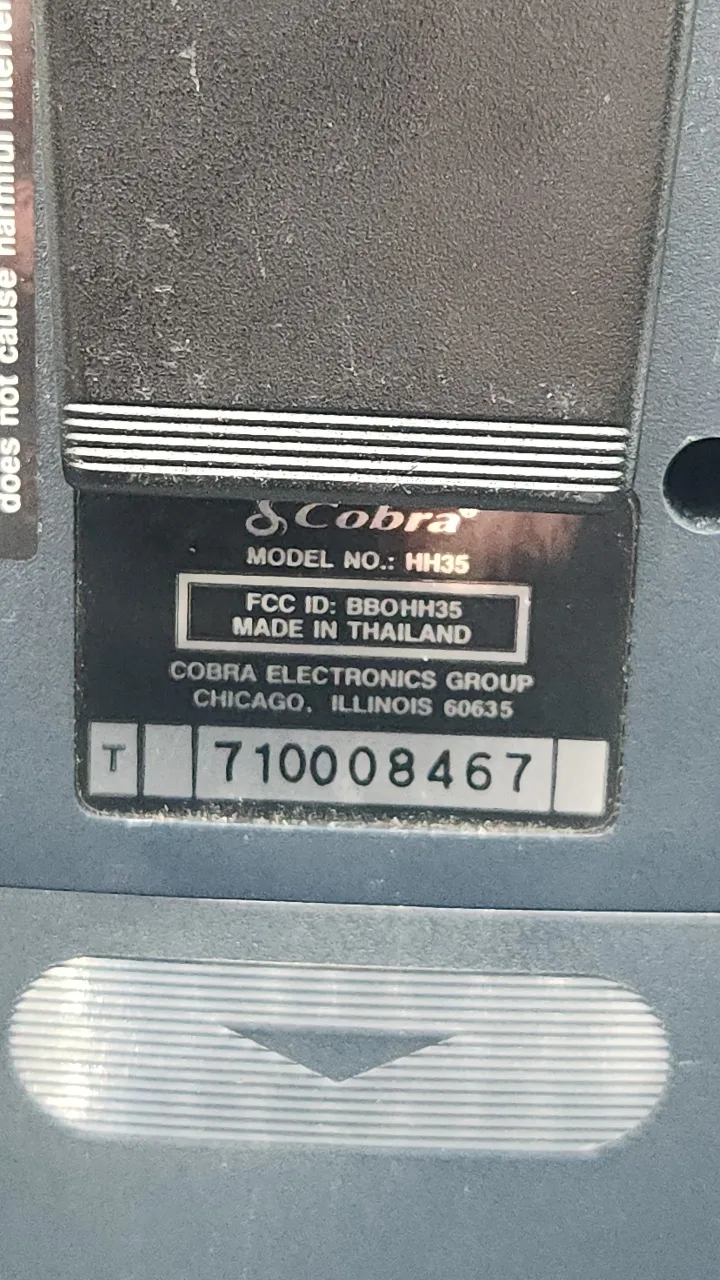 does not cause harmful
Cobra®
MODEL NO.: HH35
FCC ID: BBOHH35
MADE IN THAILAND
COBRA ELECTRONICS GROUP
CHICAGO, ILLINOIS 60635
T 710008467